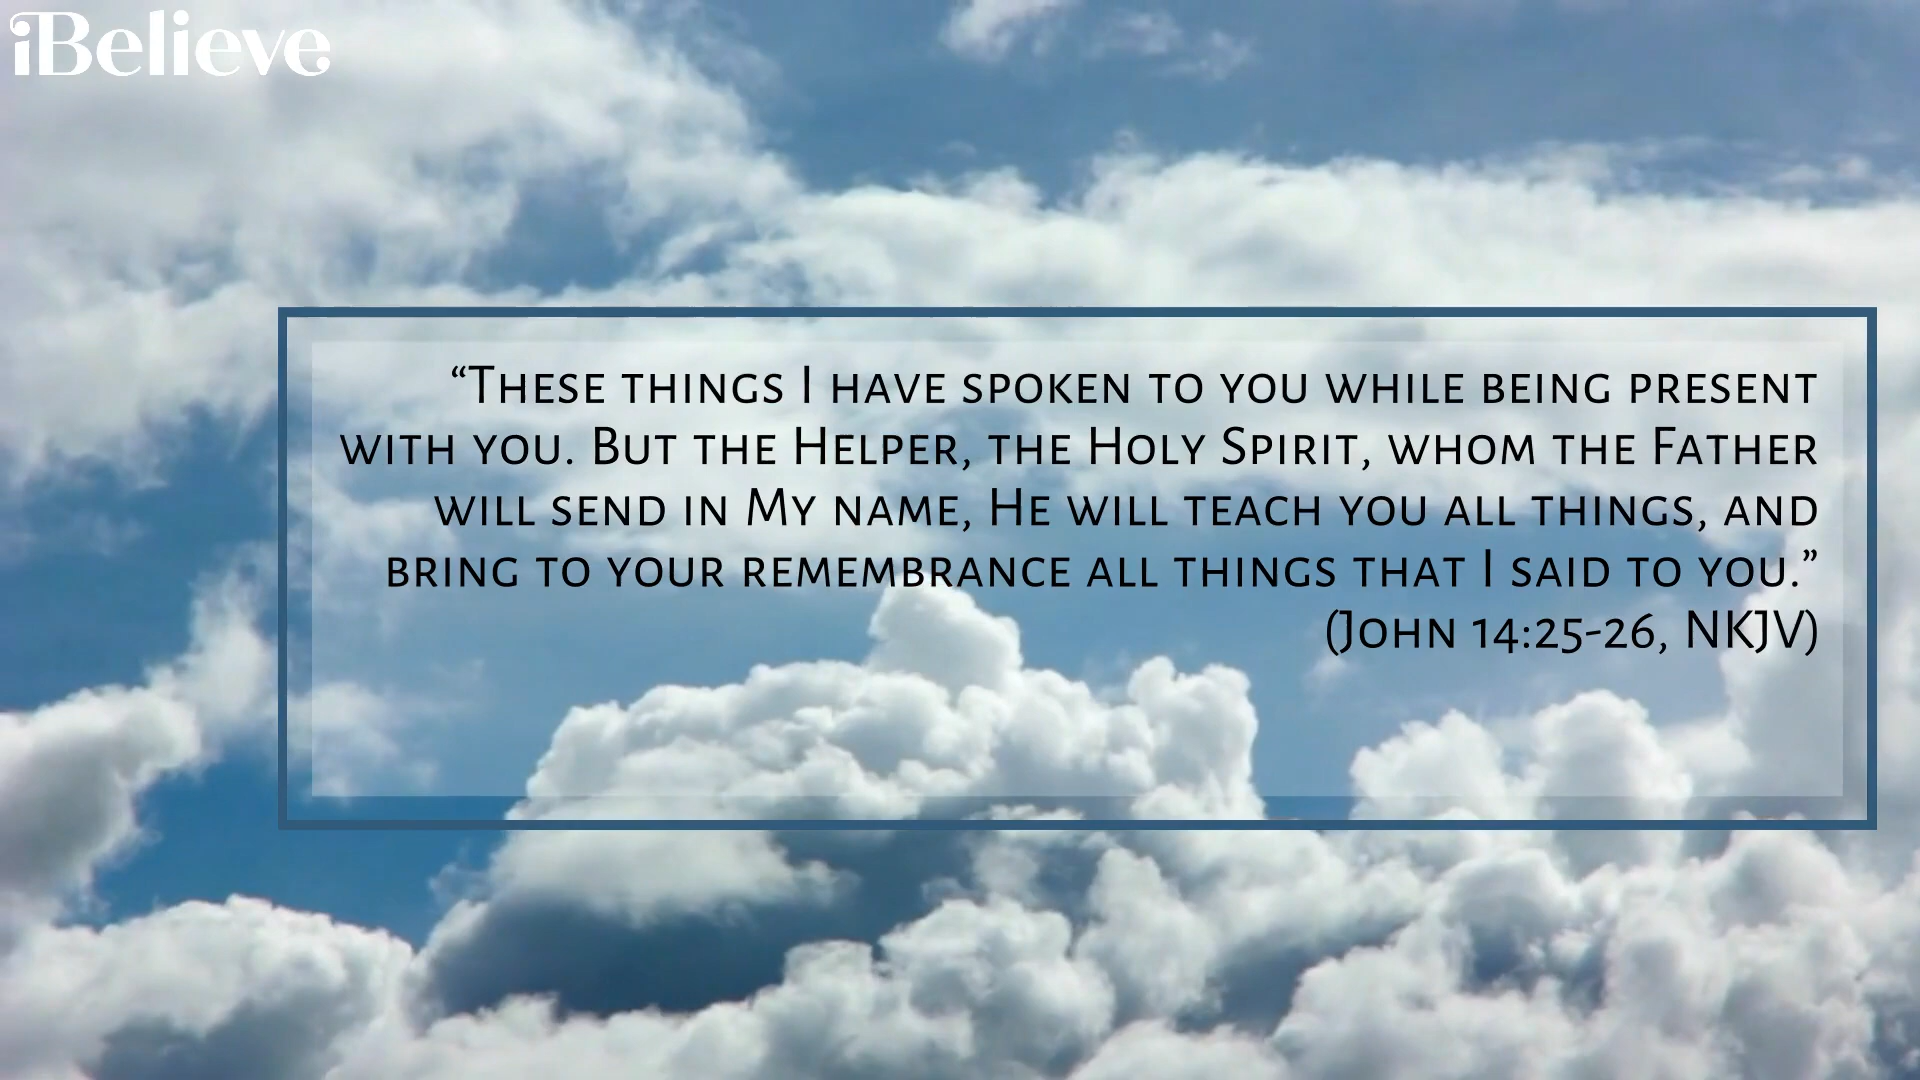 iBelieve
“These things I have spoken to you while being present
with you. But the Helper, the Holy Spirit, whom the Father
will send in My name, He will teach you all things, and
bring to your remembrance all things that I said to you.”
(John 14:25-26, NKJV)